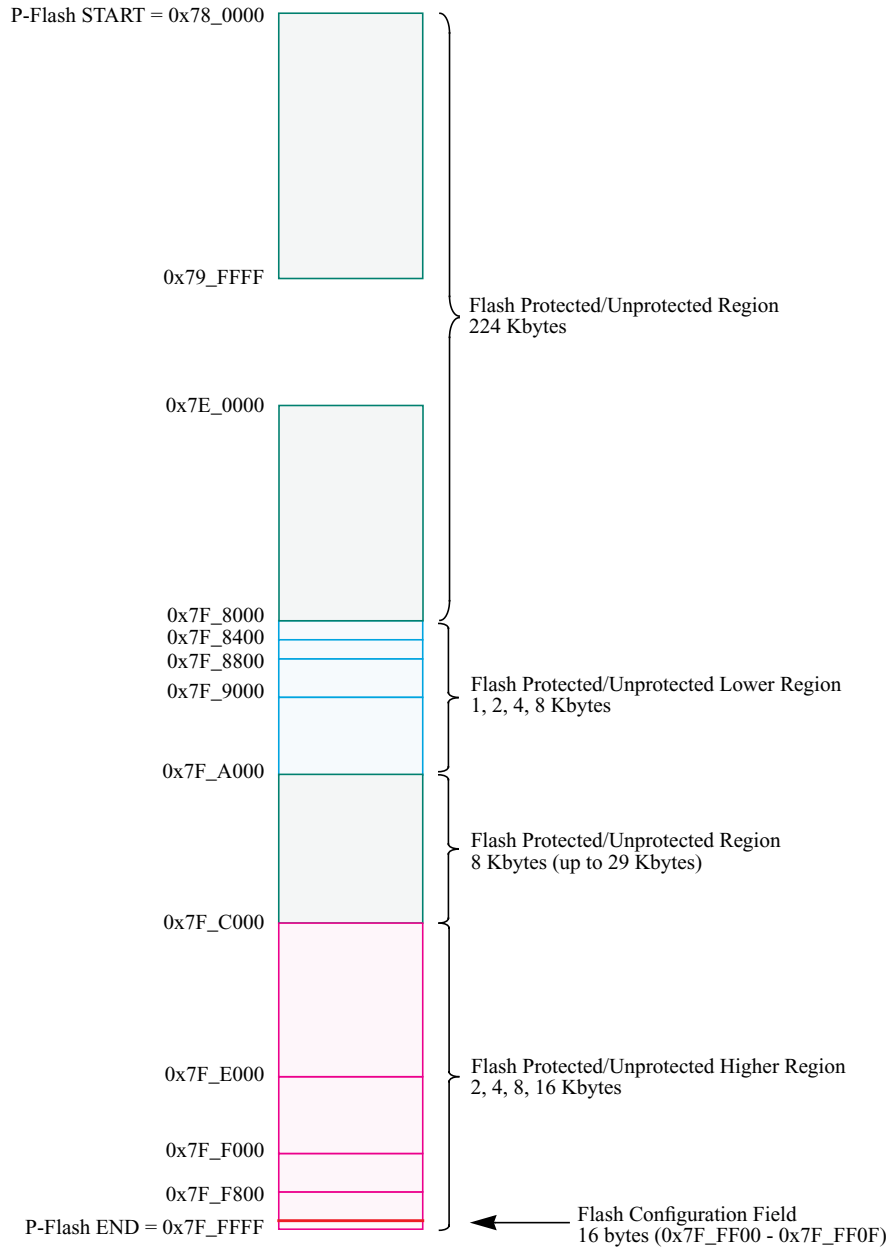 P-Flash START = 0x78_0000
0x79_FFFF
Flash Protected/Unprotected Region
224 Kbytes
0x7E_0000
0x7F_8000
0x7F_8400
0x7F_8800
0x7F_9000
Flash Protected/Unprotected Lower Region
1, 2, 4, 8 Kbytes
0x7F_A000
Flash Protected/Unprotected Region
8 Kbytes (up to 29 Kbytes)
0x7F_C000
Flash Protected/Unprotected Higher Region
2, 4, 8, 16 Kbytes
0x7F_E000
0x7F_F000
0x7F_F800
P-Flash END = 0x7F_FFFF
Flash Configuration Field
16 bytes (0x7F_FF00 - 0x7F_FF0F)